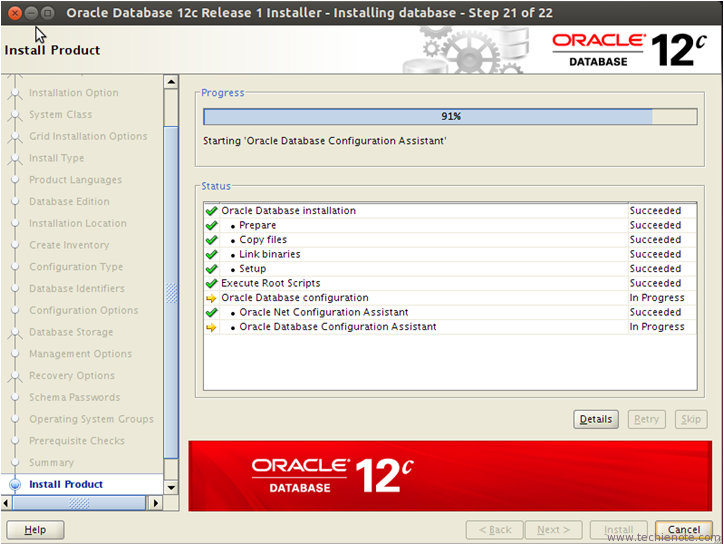 Oracle Database 12c Release 1 Installer - Installing database - Step 21 of 22
Install Product
ORACLE
DATABASE
12c
Installation Option
System Class
Grid Installation Options
Install Type
Product Languages
Database Edition
Installation Location
Create Inventory
Configuration Type
Database Identifiers
Configuration Options
Database Storage
Management Options
Recovery Options
Schema Passwords
Operating System Groups
Prerequisite Checks
Summary
Install Product
Progress
91%
Starting 'Oracle Database Configuration Assistant'
Status
Oracle Database installation Succeeded
• Prepare Succeeded
• Copy files Succeeded
• Link binaries Succeeded
• Setup Succeeded
Execute Root Scripts Succeeded
Oracle Database configuration In Progress
• Oracle Net Configuration Assistant Succeeded
• Oracle Database Configuration Assistant In Progress
Details Retry Skip
ORACLE
DATABASE
12c
Help < Back Next > Install Cancel
www.techienote.com